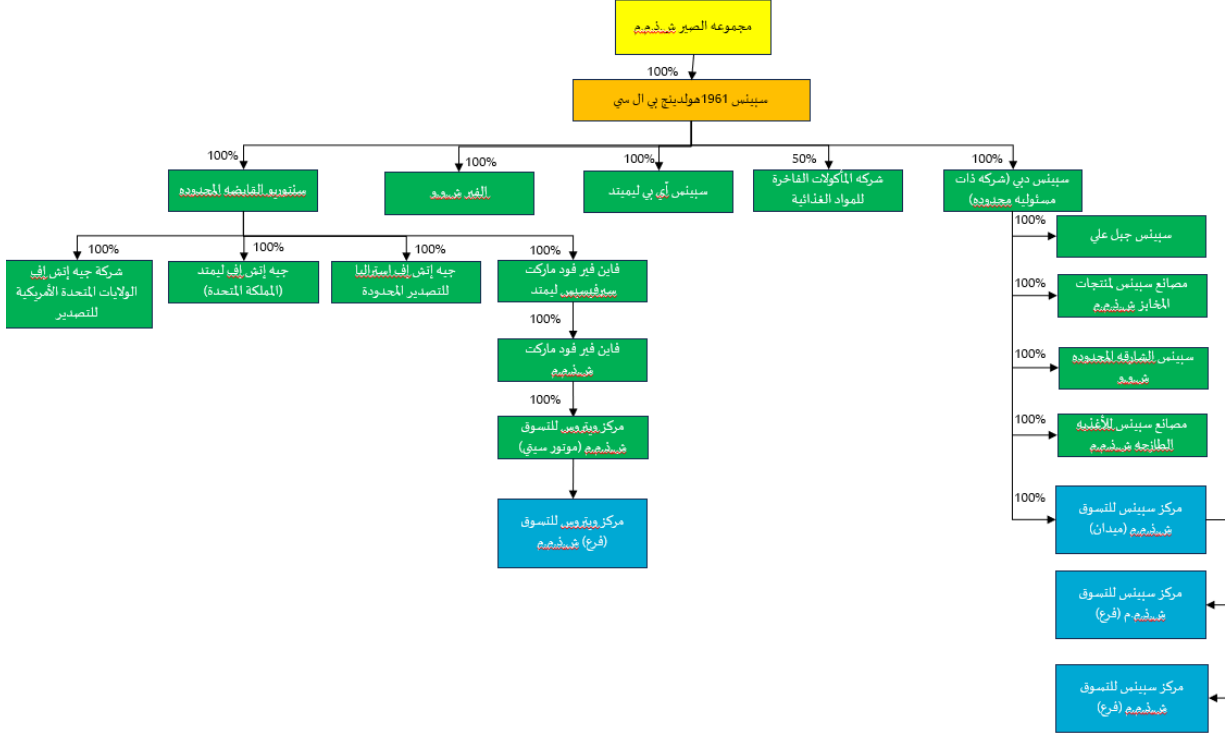 مجموعه الصير ش.ذ.م.م
100%
سبينس 1961هولدينج بي ال سي
100%
100%
100%
50%
100%
سبينس دبي (شركه ذات
مسئوليه محدوده)
شركه المأكولات الفاخرة
للمواد الغذائية
سبينس أي بي ليميتد
الفير ش.و.و
سنتوريو القابضه المحدوده
100%
100%
100%
100%
100%
سبينس جبل علي
فاين فير فود ماركت
سيرفيسيس ليمتد
جيه إتش إف استراليا
للتصدير المحدودة
جيه إتش إف ليمتد
(المملكة المتحدة)
شركة جيه إتش إف
الولايات المتحدة الأمريكية
للتصدير
100%
مصانع سبينس لمنتجات
المخابز ش.ذ.م.م
100%
فاين فير فود ماركت
ش.ذ.م.م
100%
سبينس الشارقه المحدوده
ش.و.و
100%
مركز ويتروس للتسوق
ش.ذ.م.م (موتور سيتي)
100%
مصانع سبينس للأغذيه
الطازجه ش.ذ.م.م
100%
مركز سبينس للتسوق
ش.ذ.م.م (ميدان)
مركز ويتروس للتسوق
(فرع) ش.ذ.م.م
مركز سبينس للتسوق
ش.ذ.م.م (فرع)
مركز سبينس للتسوق
ش.ذ.م.م (فرع)